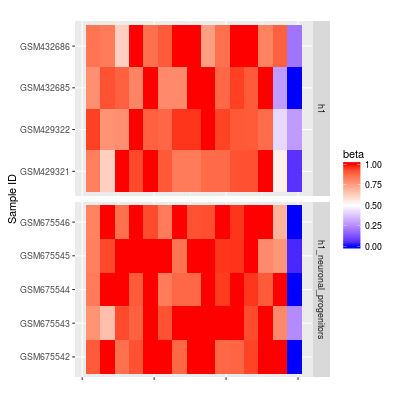 GSM432686
GSM432685
GSM429322
GSM429321
h1
GSM675546
GSM675545
GSM675544
GSM675543
GSM675542
h1_neuronal_progenitors
Sample ID
beta
1.00
0.75
0.50
0.25
0.00